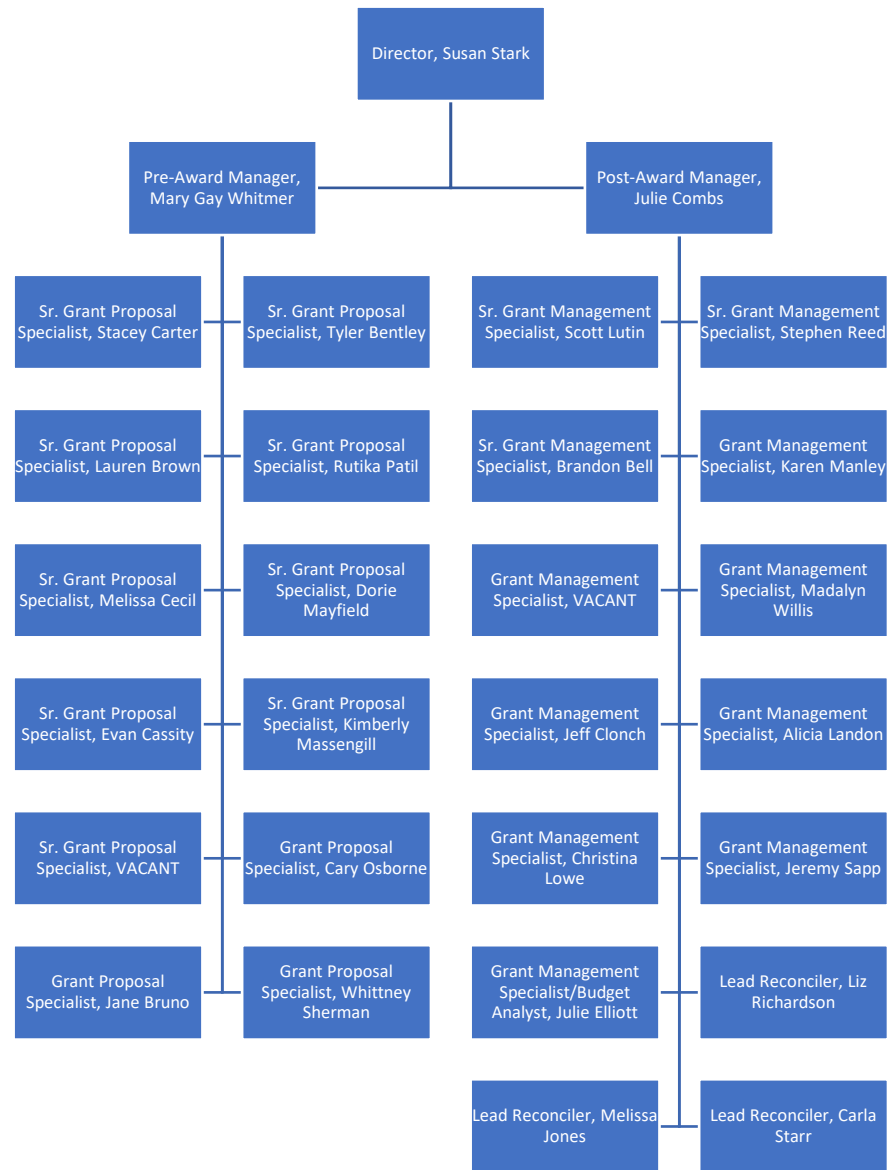 Director, Susan Stark
Pre-Award Manager,
Mary Gay Whitmer
Post-Award Manager,
Julie Combs
Sr. Grant Proposal
Specialist, Stacey Carter
Sr. Grant Proposal
Specialist, Tyler Bentley
Sr. Grant Management
Specialist, Scott Lutin
Sr. Grant Management
Specialist, Stephen Reed
Sr. Grant Proposal
Specialist, Lauren Brown
Sr. Grant Proposal
Specialist, Rutika Patil
Sr. Grant Management
Specialist, Brandon Bell
Grant Management
Specialist, Karen Manley
Sr. Grant Proposal
Specialist, Melissa Cecil
Sr. Grant Proposal
Specialist, Dorie
Mayfield
Grant Management
Specialist, VACANT
Grant Management
Specialist, Madalyn
Willis
Sr. Grant Proposal
Specialist, Evan Cassity
Sr. Grant Proposal
Specialist, Kimberly
Massengill
Grant Management
Specialist, Jeff Clonch
Grant Management
Specialist, Alicia Landon
Sr. Grant Proposal
Specialist, VACANT
Grant Proposal
Specialist, Cary Osborne
Grant Management
Specialist, Christina
Lowe
Grant Management
Specialist, Jeremy Sapp
Grant Proposal
Specialist, Jane Bruno
Grant Proposal
Specialist, Whittney
Sherman
Grant Management
Specialist/Budget
Analyst, Julie Elliott
Lead Reconciler, Liz
Richardson
Lead Reconciler, Melissa
Jones
Lead Reconciler, Carla
Starr